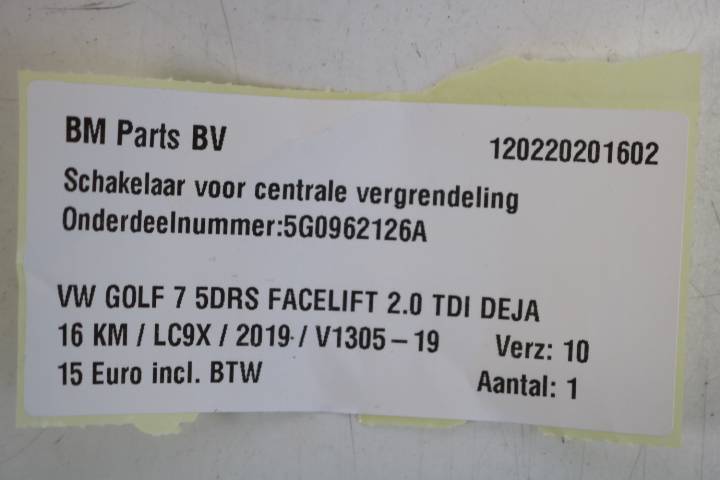 BM Parts BV 120220201602
Schakelaar voor centrale vergrendeling
Onderdeelnummer:5G0962126A
VW GOLF 7 5DRS FACELIFT 2.0 TDI DEJA
16 KM / LC9X / 2019 / V1305-19 Verz: 10
15 Euro incl. BTW Aantal: 1